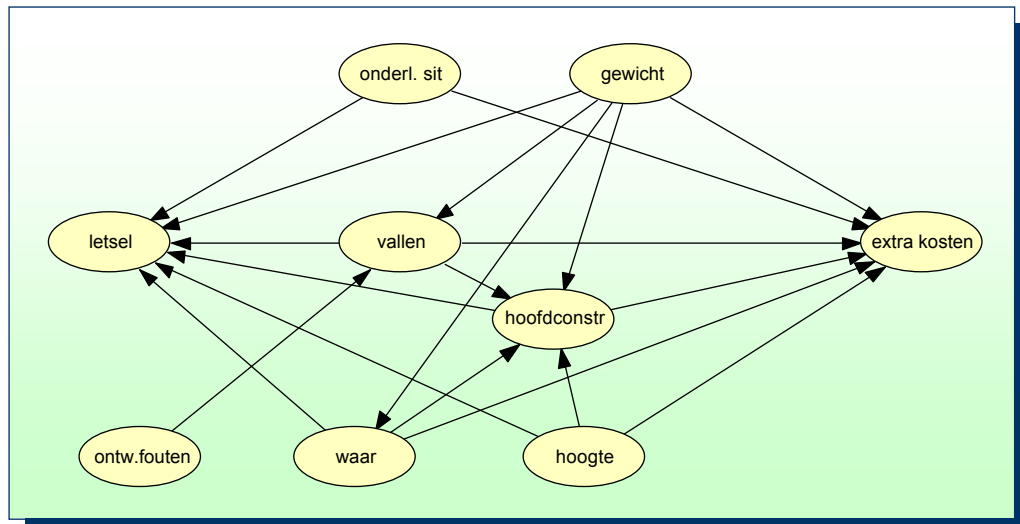 onderl. sit
gewicht
letsel
vallen
extra kosten
hoofdconstr
ontw.fouten
waar
hoogte